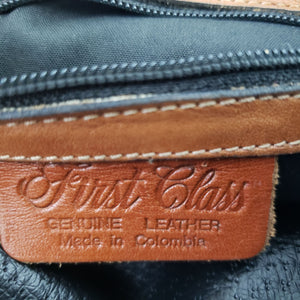 First Class
GENUINE LEATHER
Made in Colombia